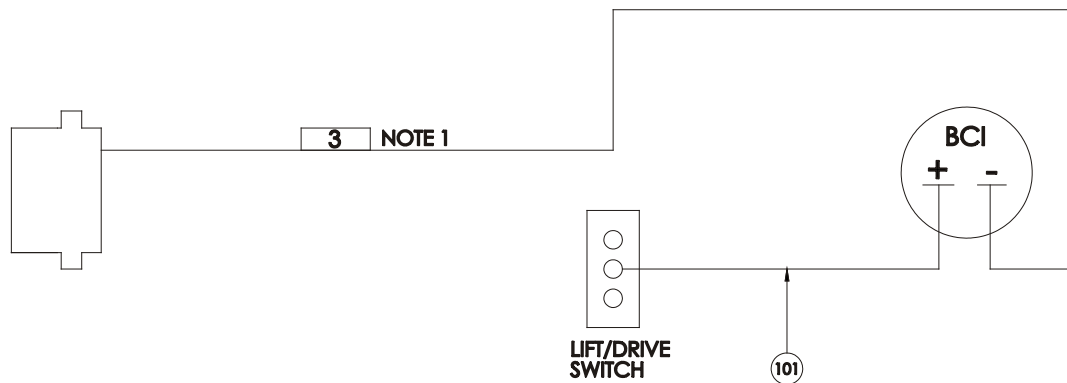 BCI
3 NOTE 1
+ -
LIFT/DRIVE
SWITCH
101